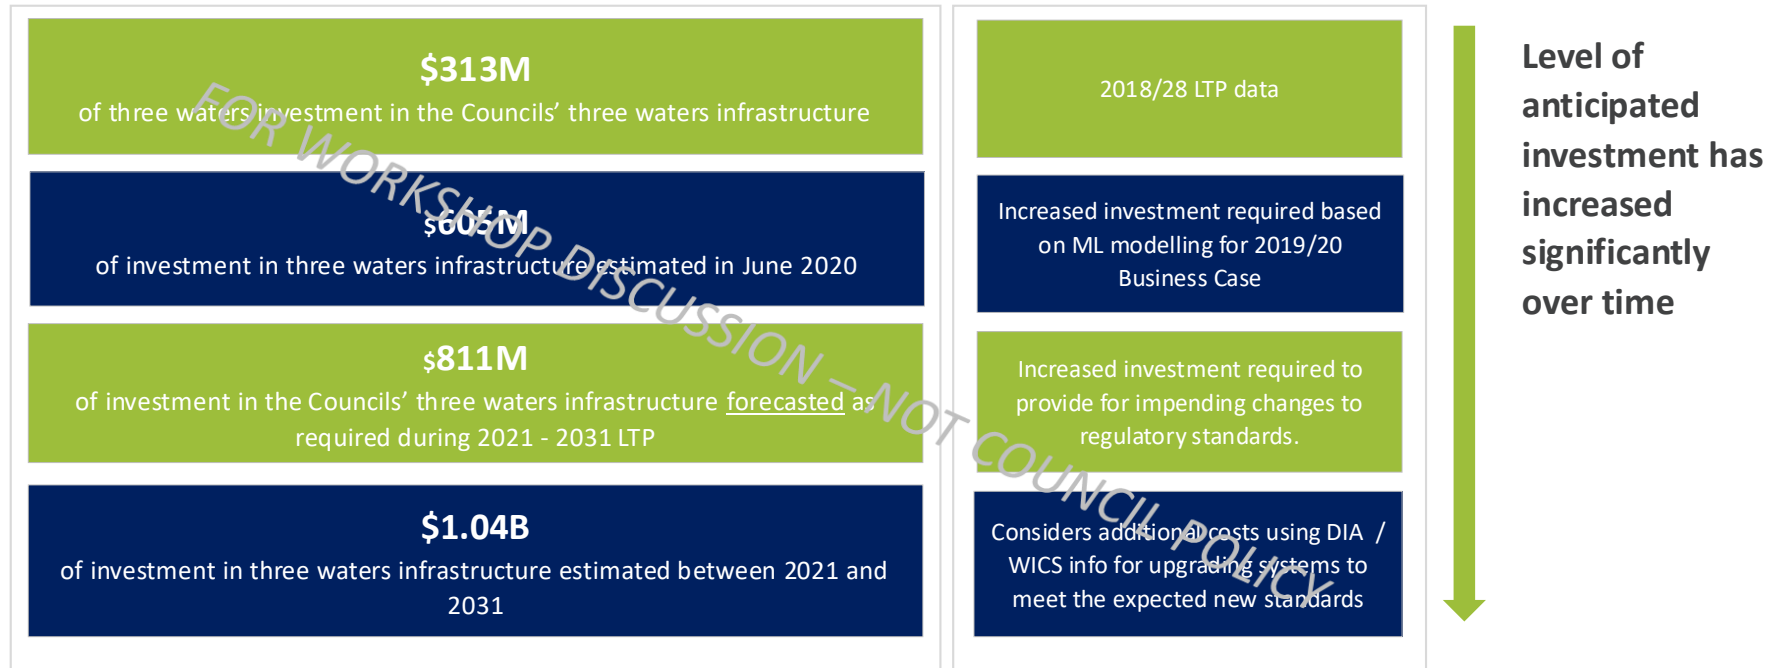 $313M
of three waters investment in the Councils’ three waters infrastructure
2018/28 LTP data
$605M
of investment in three waters infrastructure estimated in June 2020
Increased investment required based
on ML modelling for 2019/20
Business Case
$811M
of investment in the Councils’ three waters infrastructure forecasted as
required during 2021 - 2031 LTP
Increased investment required to
provide for impending changes to
regulatory standards.
$1.04B
of investment in three waters infrastructure estimated between 2021 and
2031
Considers additional costs using DIA /
WICS info for upgrading systems to
meet the expected new standards
Level of
anticipated
investment has
increased
significantly
over time
FOR WORKSHOP DISCUSSION – NOT COUNCIL POLICY